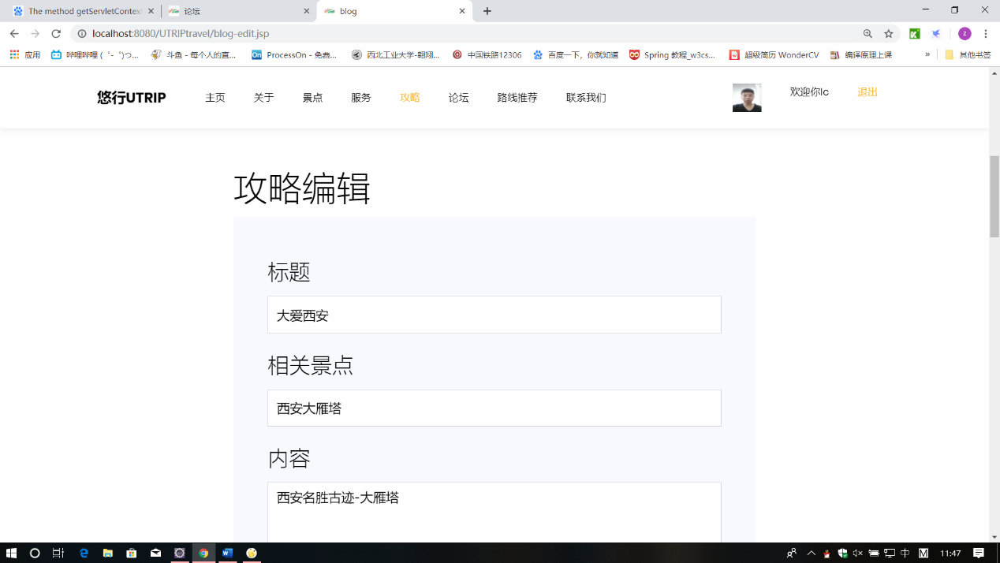 The method getServletContext
论坛
blog
localhost:8080/UTRIPtravel/blog-edit.jsp
应用
哔哩哔哩 (゜-゜)つ...
斗鱼 - 每个人的直...
ProcessOn - 免费...
西北工业大学-翱翔...
中国铁路12306
百度一下，你就知道
Spring 教程_w3cs...
超级简历 WonderCV
编译原理上课
»
其他书签
悠行UTRIP
主页
关于
景点
服务
攻略
论坛
路线推荐
联系我们
欢迎你lc
退出
攻略编辑
标题
大爱西安
相关景点
西安大雁塔
内容
西安名胜古迹-大雁塔
中
M
11:47